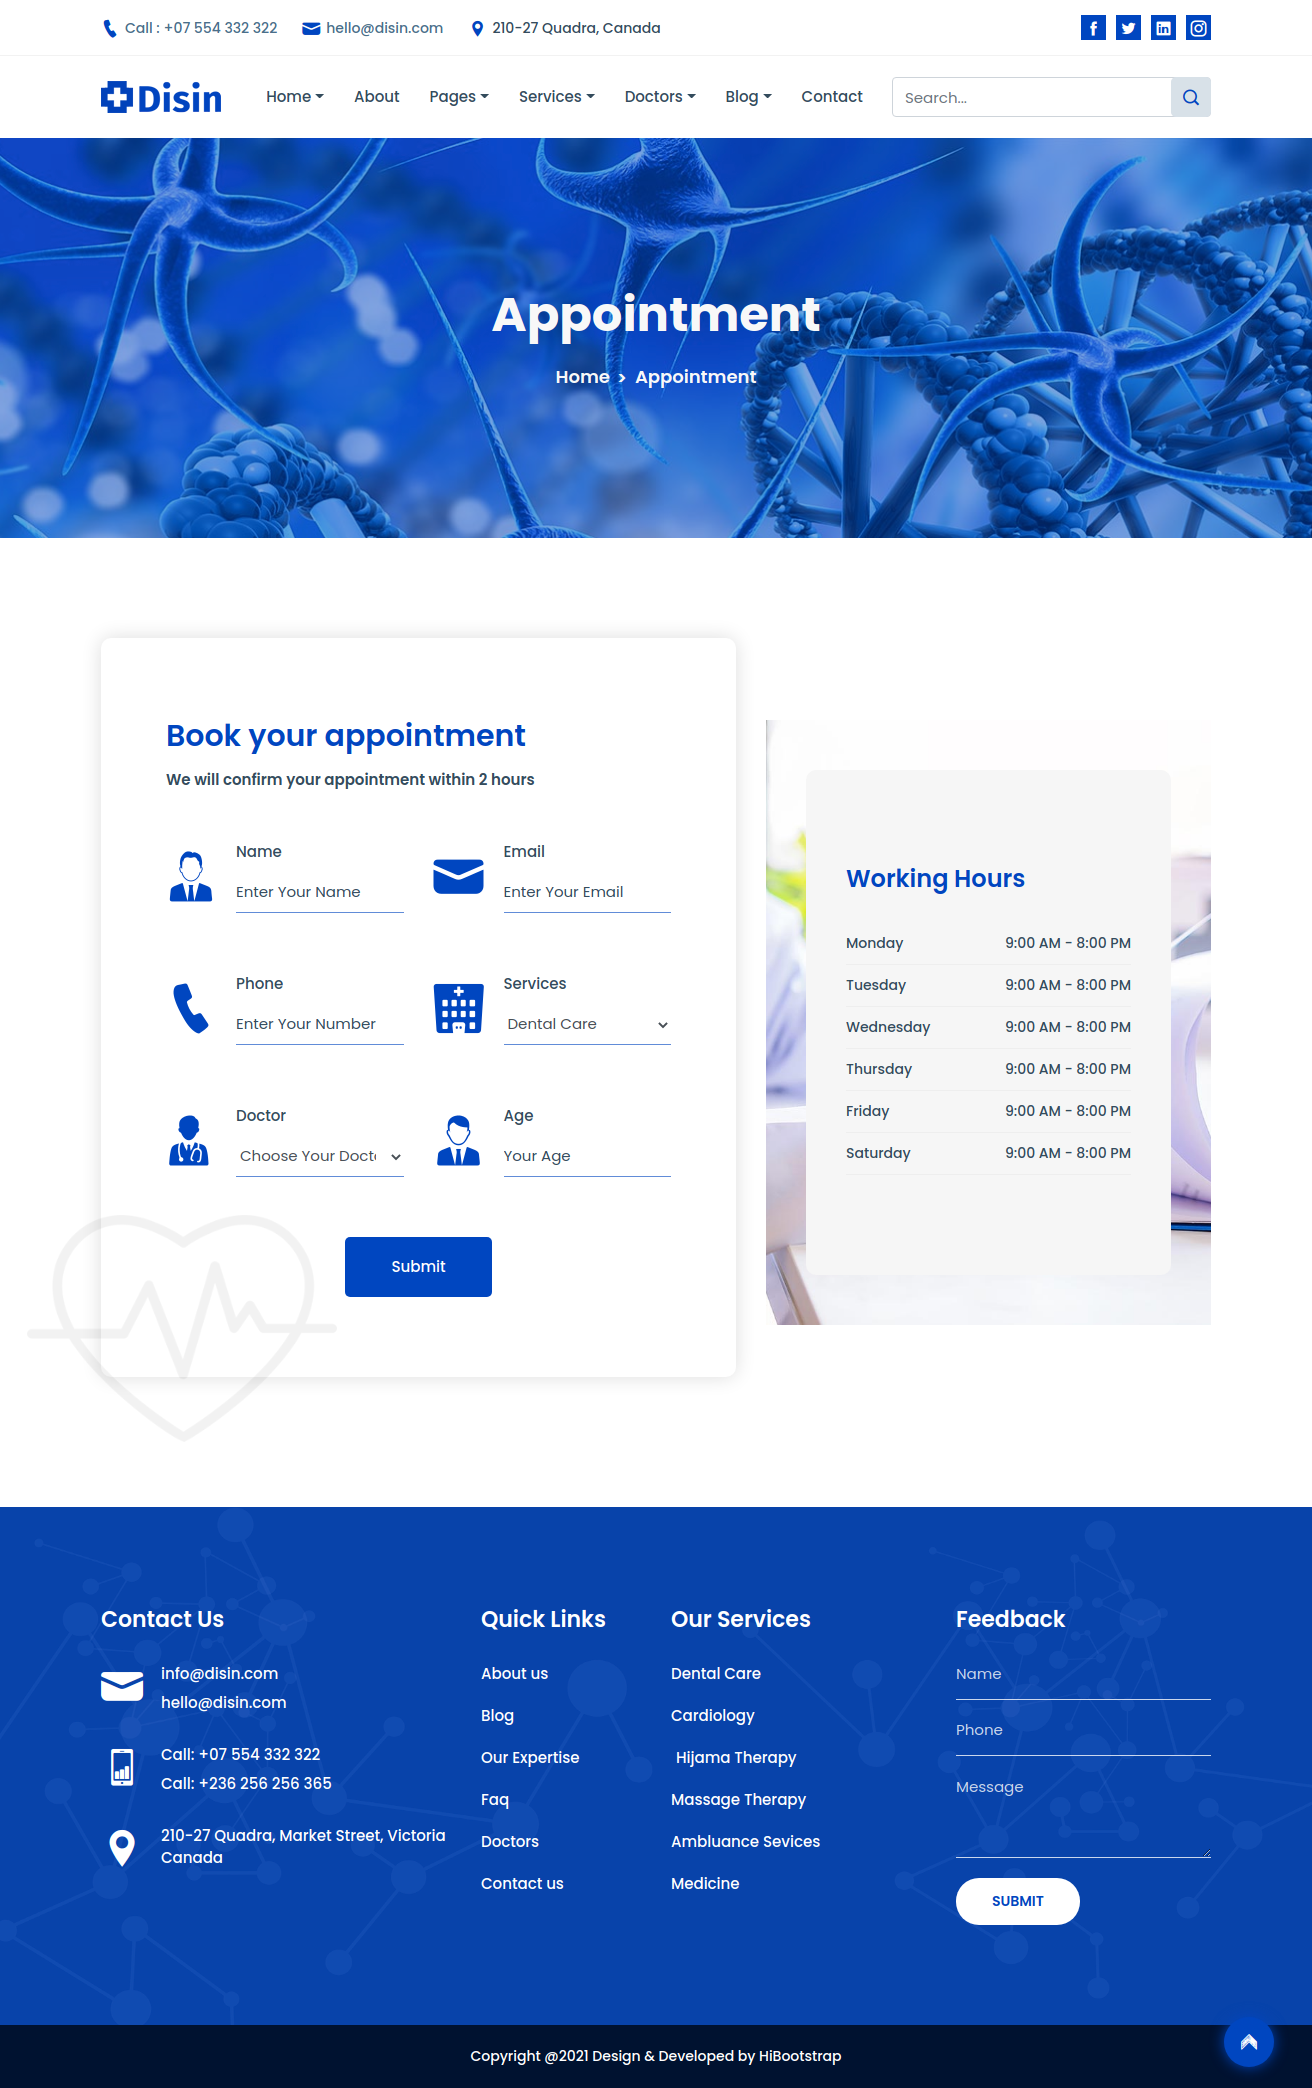 Call : +07 554 332 322 hello@disin.com 210-27 Quadra, Canada
Disin Home About Pages Services Doctors Blog Contact Search...
Appointment
Home > Appointment
Book your appointment
We will confirm your appointment within 2 hours
Name
Enter Your Name
Email
Enter Your Email
Phone
Enter Your Number
Services
Dental Care
Doctor
Choose Your Doct
Age
Your Age
Submit
Working Hours
Monday 9:00 AM - 8:00 PM
Tuesday 9:00 AM - 8:00 PM
Wednesday 9:00 AM - 8:00 PM
Thursday 9:00 AM - 8:00 PM
Friday 9:00 AM - 8:00 PM
Saturday 9:00 AM - 8:00 PM
Contact Us
info@disin.com
hello@disin.com
Call: +07 554 332 322
Call: +236 256 256 365
210-27 Quadra, Market Street, Victoria
Canada
Quick Links
About us
Blog
Our Expertise
Faq
Doctors
Contact us
Our Services
Dental Care
Cardiology
Hijama Therapy
Massage Therapy
Ambluance Sevices
Medicine
Feedback
Name
Phone
Message
SUBMIT
Copyright @2021 Design & Developed by HiBootstrap